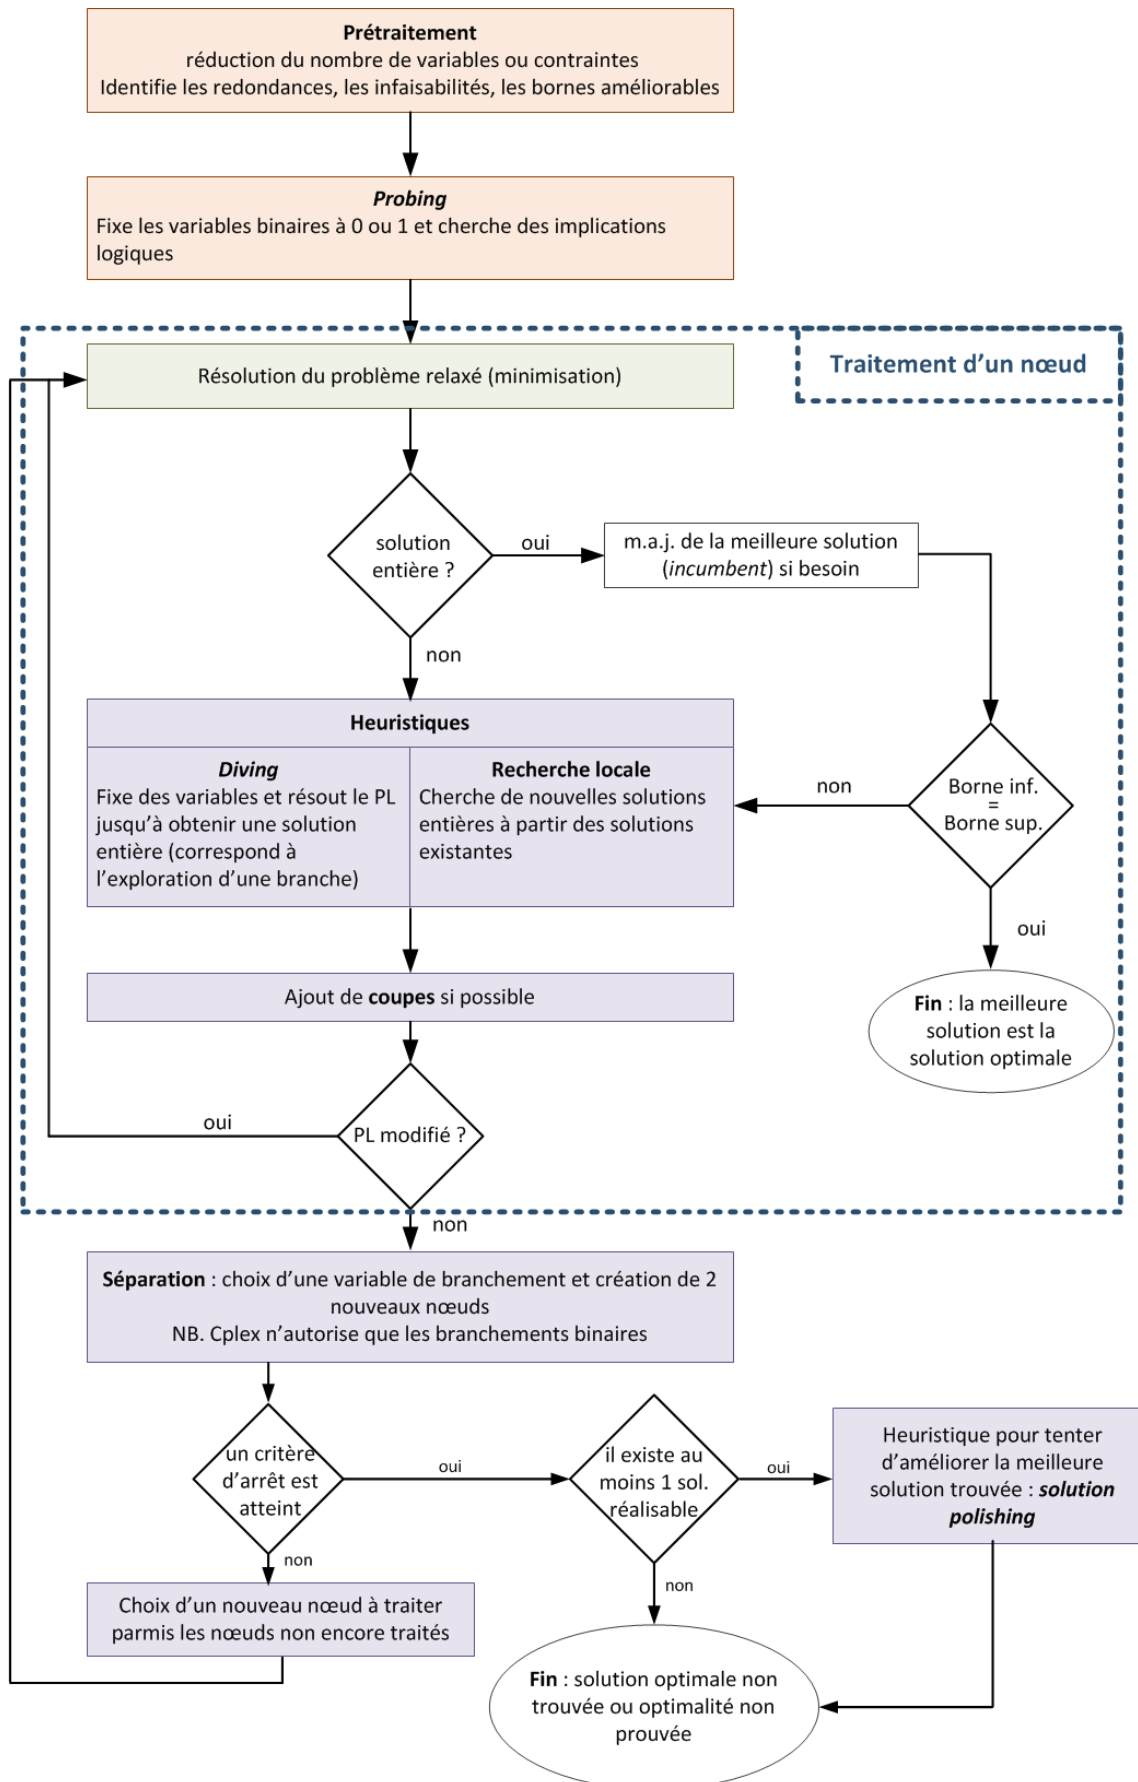 Prétraitement
réduction du nombre de variables ou contraintes
Identifie les redondances, les infaisabilités, les bornes améliorables
Probing
Fixe les variables binaires à 0 ou 1 et cherche des implications
logiques
Traitement d'un nœud
Résolution du problème relaxé (minimisation)
solution
entière ?
oui
m.a.j. de la meilleure solution
(incumbent) si besoin
non
Heuristiques
Diving
Fixe des variables et résout le PL
jusqu'à obtenir une solution
entière (correspond à
l'exploration d'une branche)
Recherche locale
Cherche de nouvelles solutions
entières à partir des solutions
existantes
non
Borne inf.
=
Borne sup.
oui
Fin : la meilleure
solution est la
solution optimale
Ajout de coupes si possible
PL modifié ?
oui
non
Séparation : choix d'une variable de branchement et création de 2
nouveaux nœuds
NB. Cplex n'autorise que les branchements binaires
un critère
d'arrêt est
atteint
oui
il existe au
moins 1 sol.
réalisable
oui
Heuristique pour tenter
d'améliorer la meilleure
solution trouvée : solution
polishing
non
non
Choix d'un nouveau nœud à traiter
parmis les nœuds non encore traités
Fin : solution optimale non
trouvée ou optimalité non
prouvée